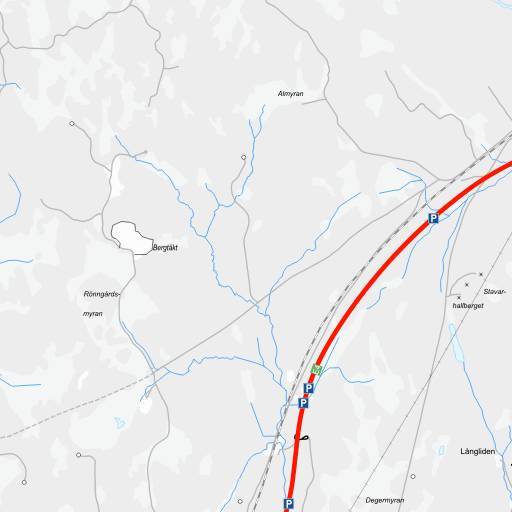 Almyran
P
Bergtäkt
Rönngårds-
myran
Stavar-
hallberget
M
P
P
Långliden
Degermyran
P